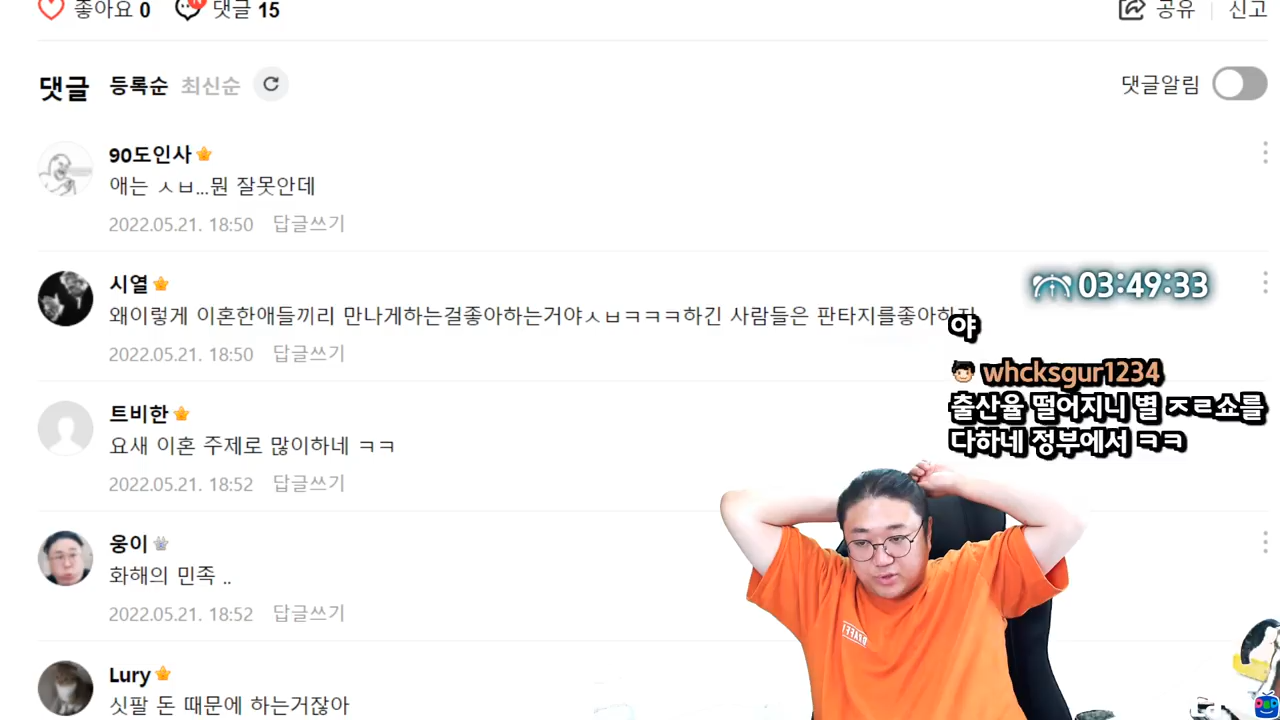 좋아요 0 댓글 15 공유 신고
댓글 등록순 최신순 댓글알림
90도인사
애는 ㅅㅂ...뭔 잘못안데
2022.05.21. 18:50 답글쓰기
시열
왜이렇게 이혼한애들끼리 만나게하는걸좋아하는거야ㅅㅂㅋㅋㅋ하긴 사람들은 판타지를좋아하지
2022.05.21. 18:50 답글쓰기
트비한
요새 이혼 주제로 많이하네 ㅋㅋ
2022.05.21. 18:52 답글쓰기
웅이
화해의 민족 ..
2022.05.21. 18:52 답글쓰기
Lury
싯팔 돈 때문에 하는거잖아
03:49:33
야
whcksgur1234
출산율 떨어지니 별 ㅈㄹ쇼를
다하네 정부에서 ㅋㅋ